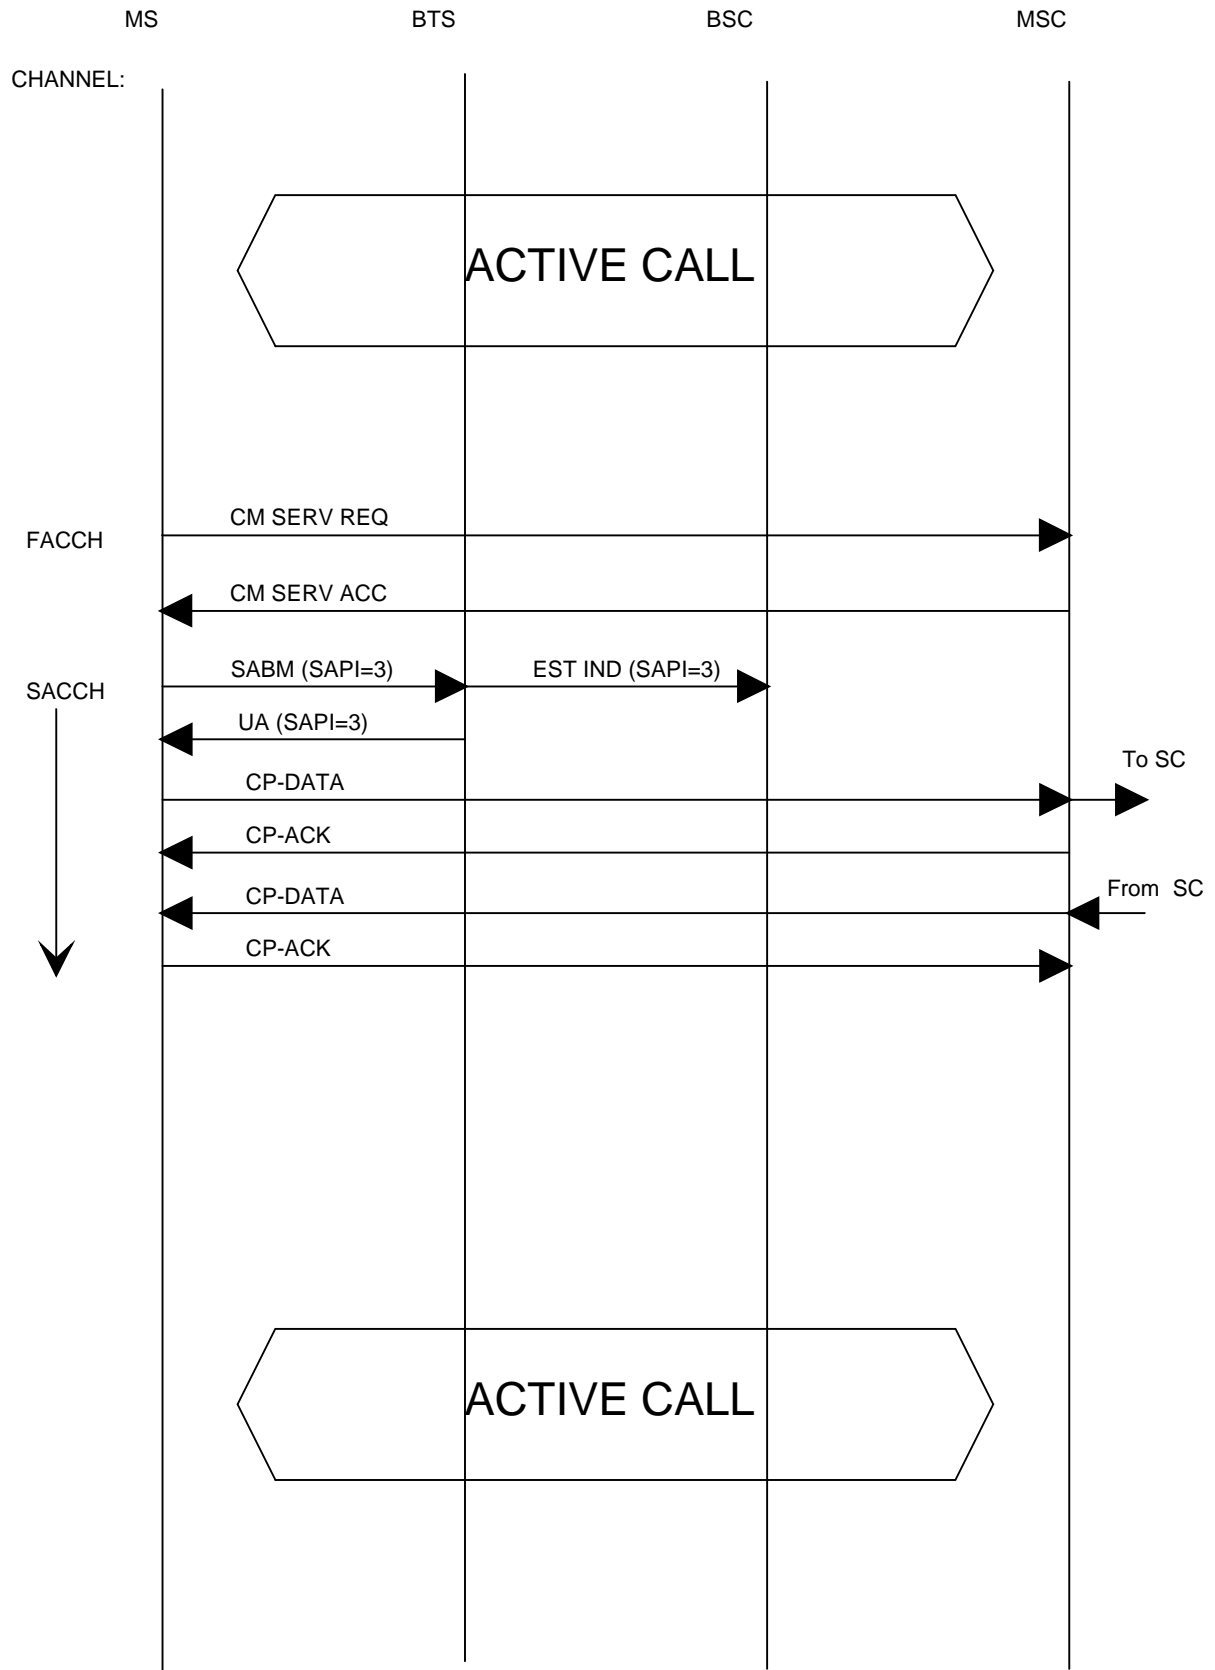 MS BTS BSC MSC
CHANNEL:
ACTIVE CALL
CM SERV REQ
FACCH
CM SERV ACC
SABM (SAPI=3) EST IND (SAPI=3)
SACCH
UA (SAPI=3)
To SC
CP-DATA
CP-ACK
From SC
CP-DATA
CP-ACK
ACTIVE CALL